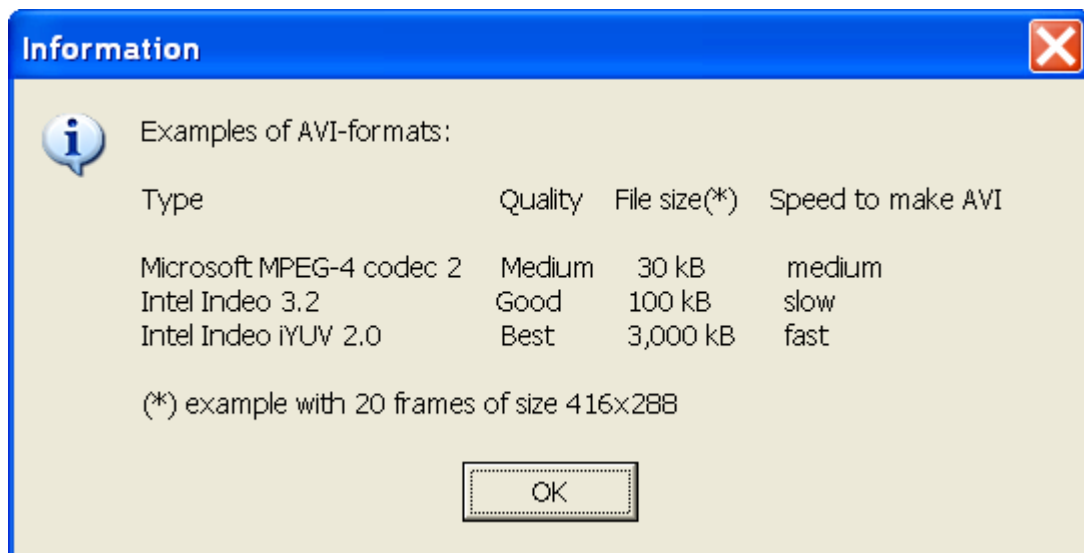 Information
Examples of AVI-formats:
Type Quality File size(*) Speed to make AVI
Microsoft MPEG-4 codec 2 Medium 30 kB medium
Intel Indeo 3.2 Good 100 kB slow
Intel Indeo iYUV 2.0 Best 3,000 kB fast
(*) example with 20 frames of size 416x288
OK